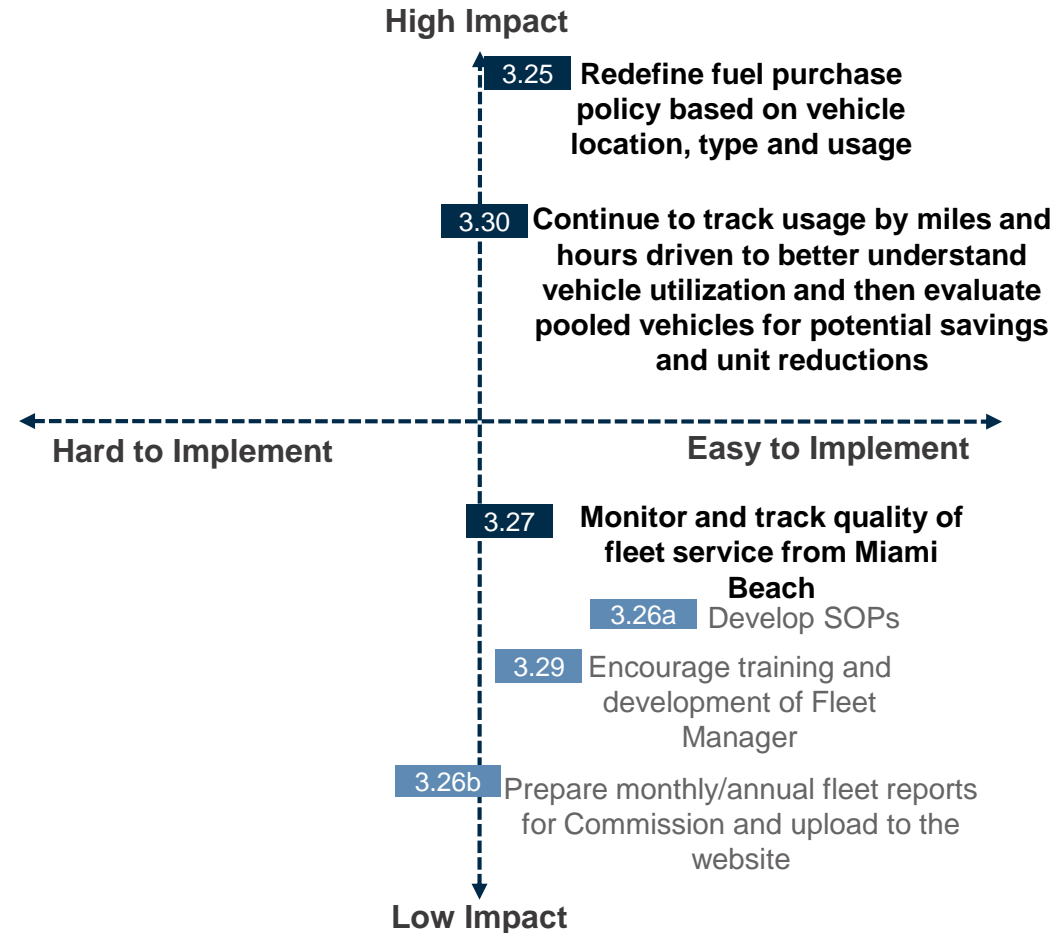 High Impact
3.25 Redefine fuel purchase
policy based on vehicle
location, type and usage
3.30 Continue to track usage by miles and
hours driven to better understand
vehicle utilization and then evaluate
pooled vehicles for potential savings
and unit reductions
Hard to Implement
Easy to Implement
3.27 Monitor and track quality of
fleet service from Miami
Beach
3.26a Develop SOPs
3.29 Encourage training and
development of Fleet
Manager
3.26b Prepare monthly/annual fleet reports
for Commission and upload to the
website
Low Impact